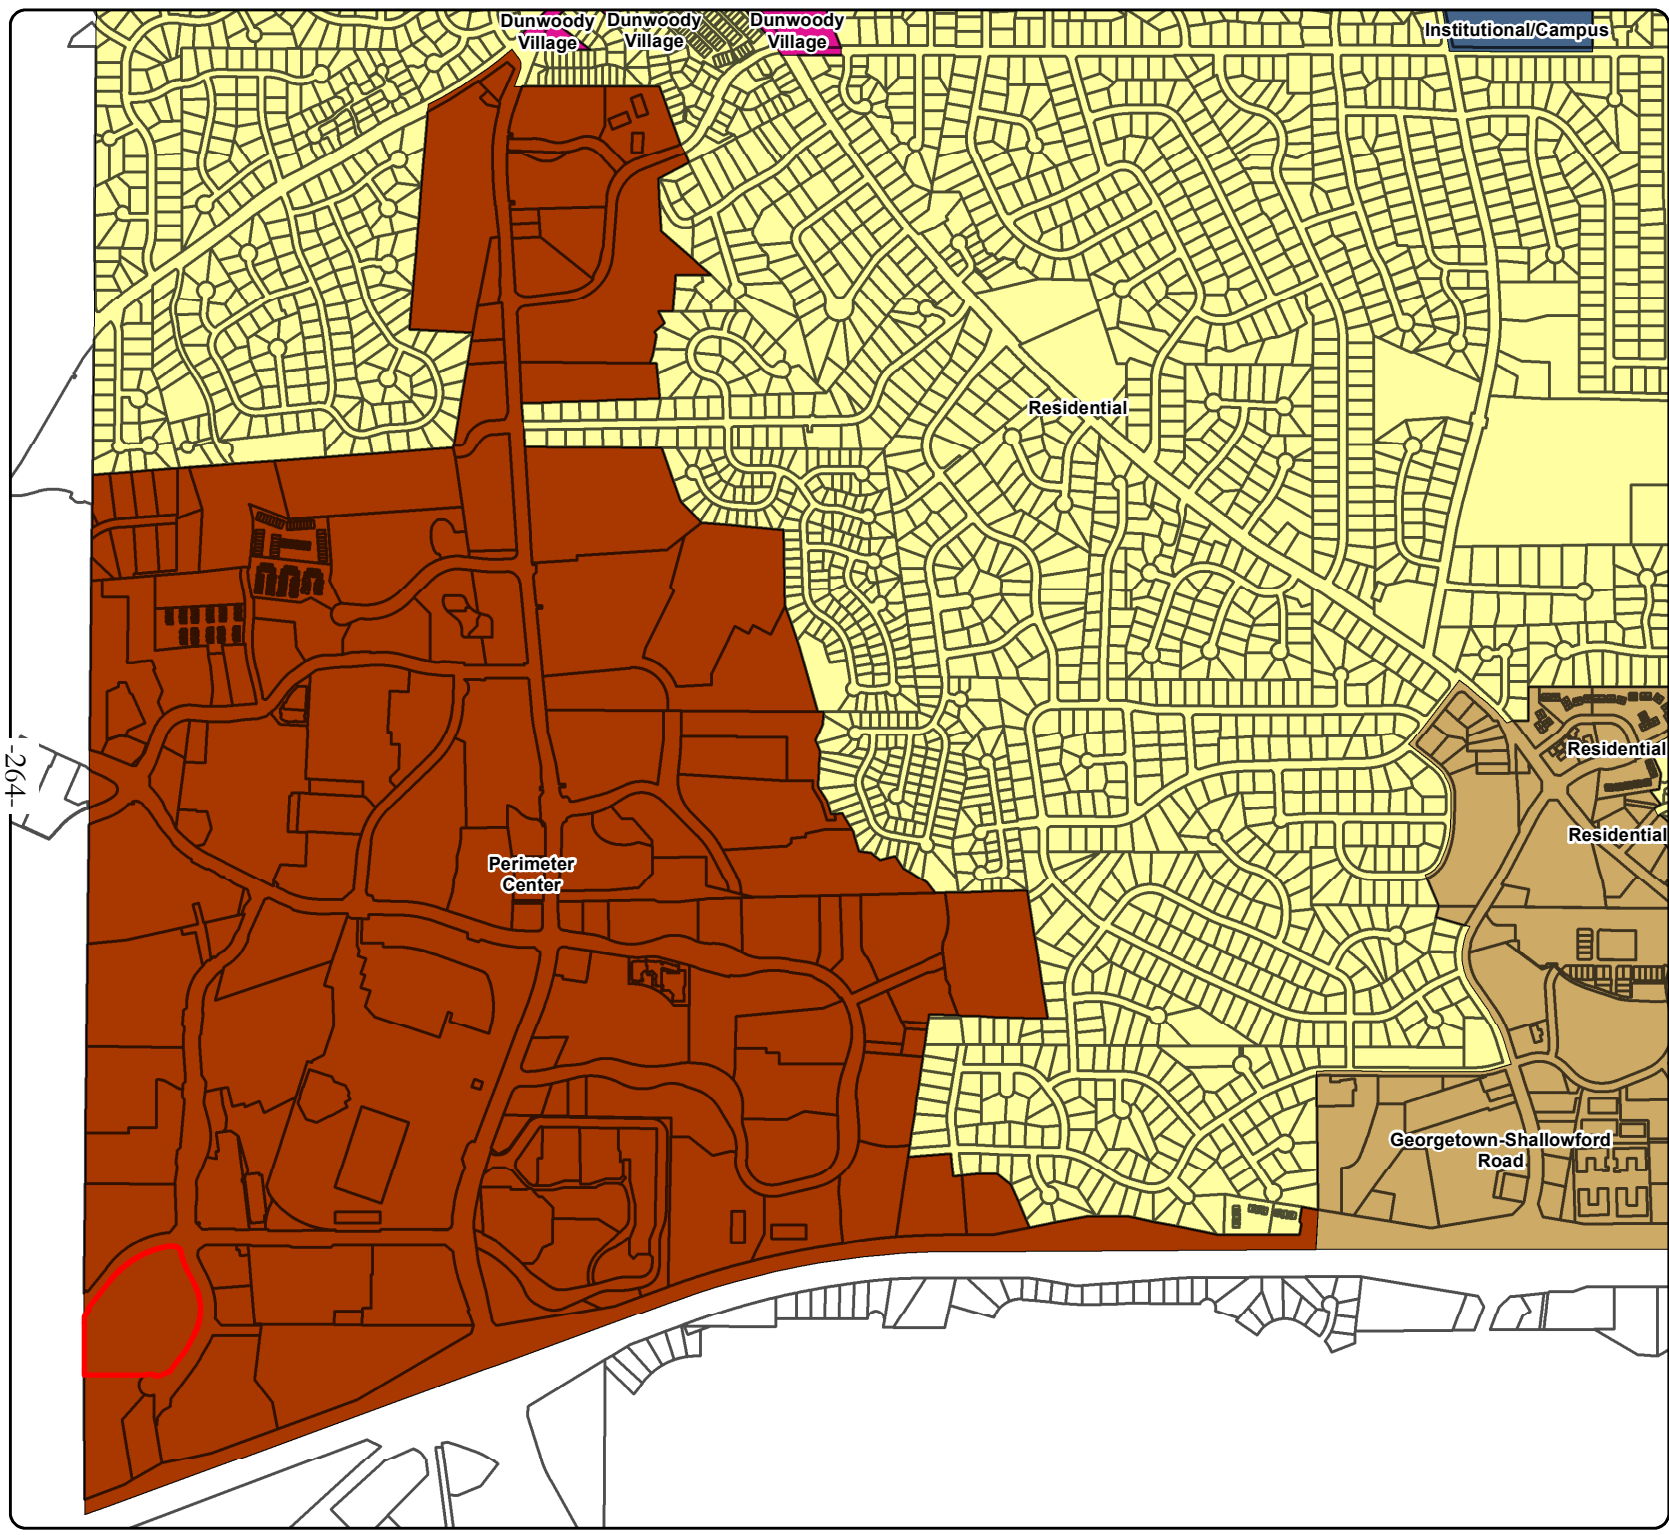 Dunwoody
Village
Dunwoody
Village
Dunwoody
Village
Institutional/Campus
Residential
Residential
-264-
Residential
Perimeter
Center
Georgetown-Shallowford
Road